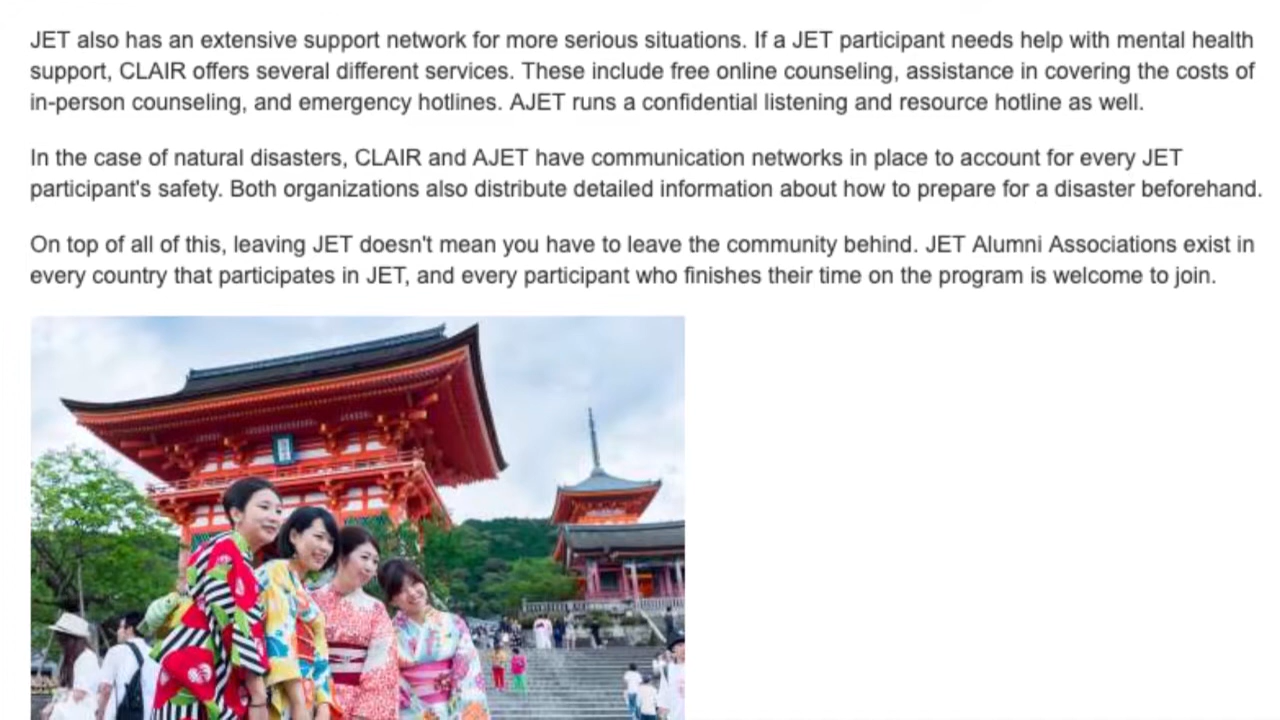 JET also has an extensive support network for more serious situations. If a JET participant needs help with mental health
support, CLAIR offers several different services. These include free online counseling, assistance in covering the costs of
in-person counseling, and emergency hotlines. AJET runs a confidential listening and resource hotline as well.
In the case of natural disasters, CLAIR and AJET have communication networks in place to account for every JET
participant's safety. Both organizations also distribute detailed information about how to prepare for a disaster beforehand.
On top of all of this, leaving JET doesn't mean you have to leave the community behind. JET Alumni Associations exist in
every country that participates in JET, and every participant who finishes their time on the program is welcome to join.